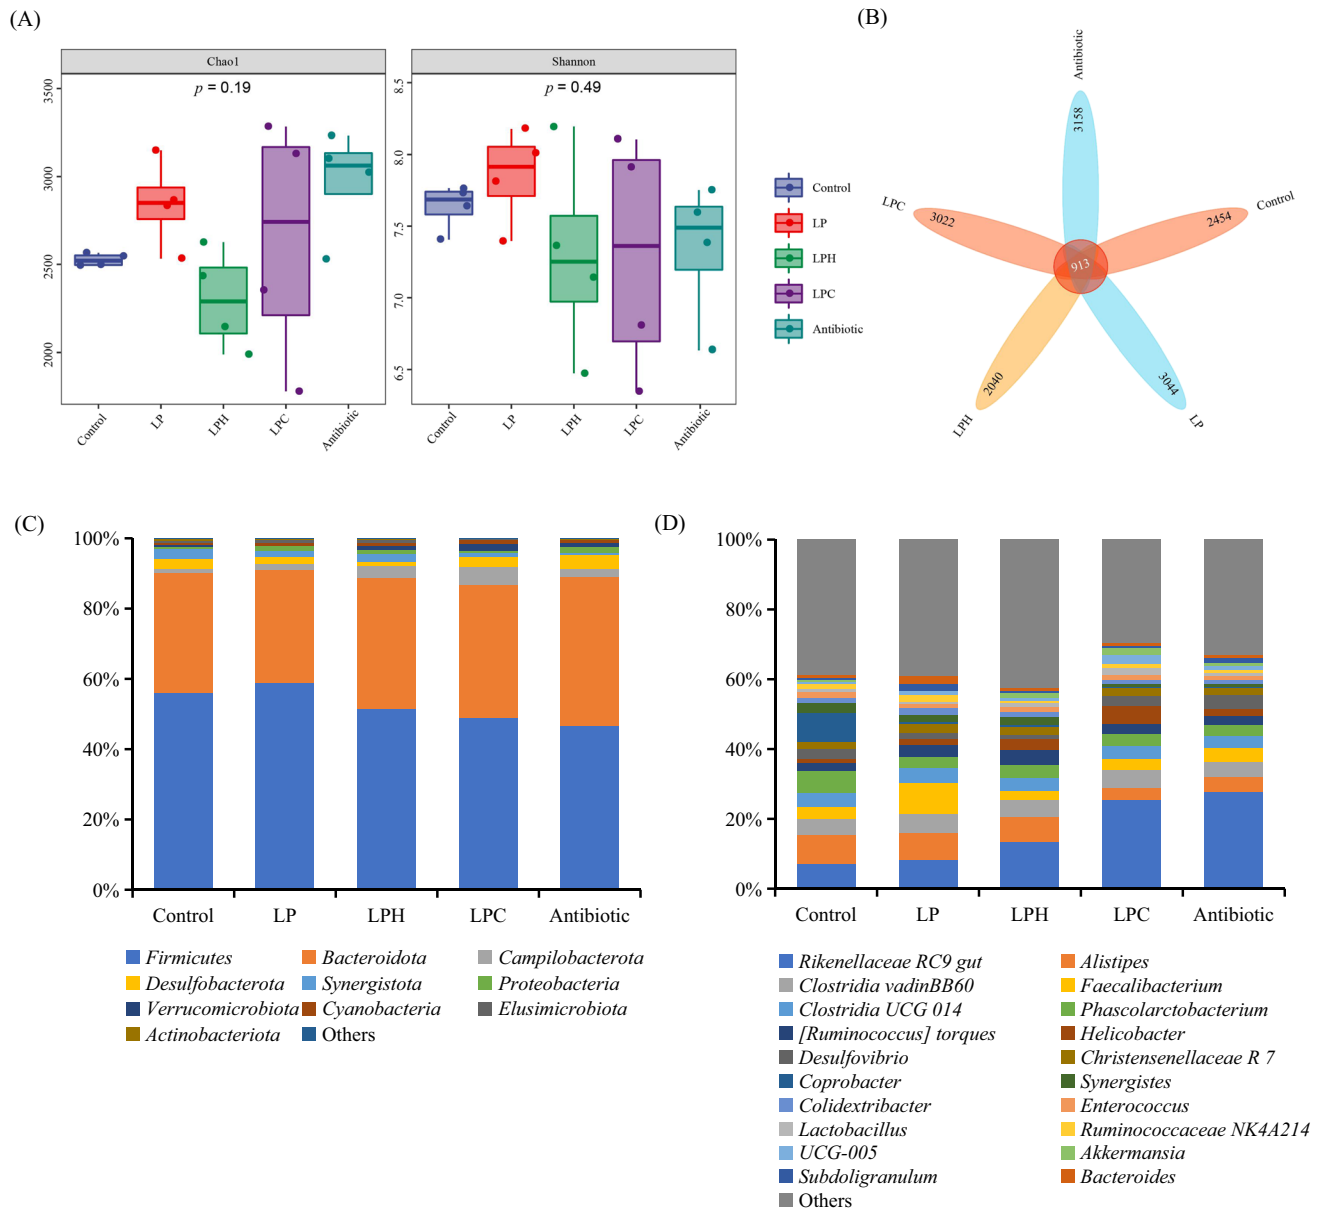 (A)
Chao1
p = 0.19
3500
3000
2500
2000
Control
LP
LPH
LPC
Antibiotic
Shannon
p = 0.49
8.5
8.0
7.5
7.0
6.5
Control
LP
LPH
LPC
Antibiotic
Control
LP
LPH
LPC
Antibiotic
(B)
Antibiotic
3158
Control
2454
LPC
3022
913
LPH
2040
LP
3044
(C)
100%
80%
60%
40%
20%
0%
Control LP LPH LPC Antibiotic
Firmicutes Bacteroidota Campilobacterota
Desulfobacterota Synergistota Proteobacteria
Verrucomicrobiota Cyanobacteria Elusimicrobiota
Actinobacteriota Others
(D)
100%
80%
60%
40%
20%
0%
Control LP LPH LPC Antibiotic
Rikenellaceae RC9 gut Alistipes
Clostridia vadinBB60 Faecalibacterium
Clostridia UCG 014 Phascolarctobacterium
[Ruminococcus] torques Helicobacter
Desulfovibrio Christensenellaceae R 7
Coprobacter Synergistes
Colidextribacter Enterococcus
Lactobacillus Ruminococcaceae NK4A214
UCG-005 Akkermansia
Subdoligranulum Bacteroides
Others